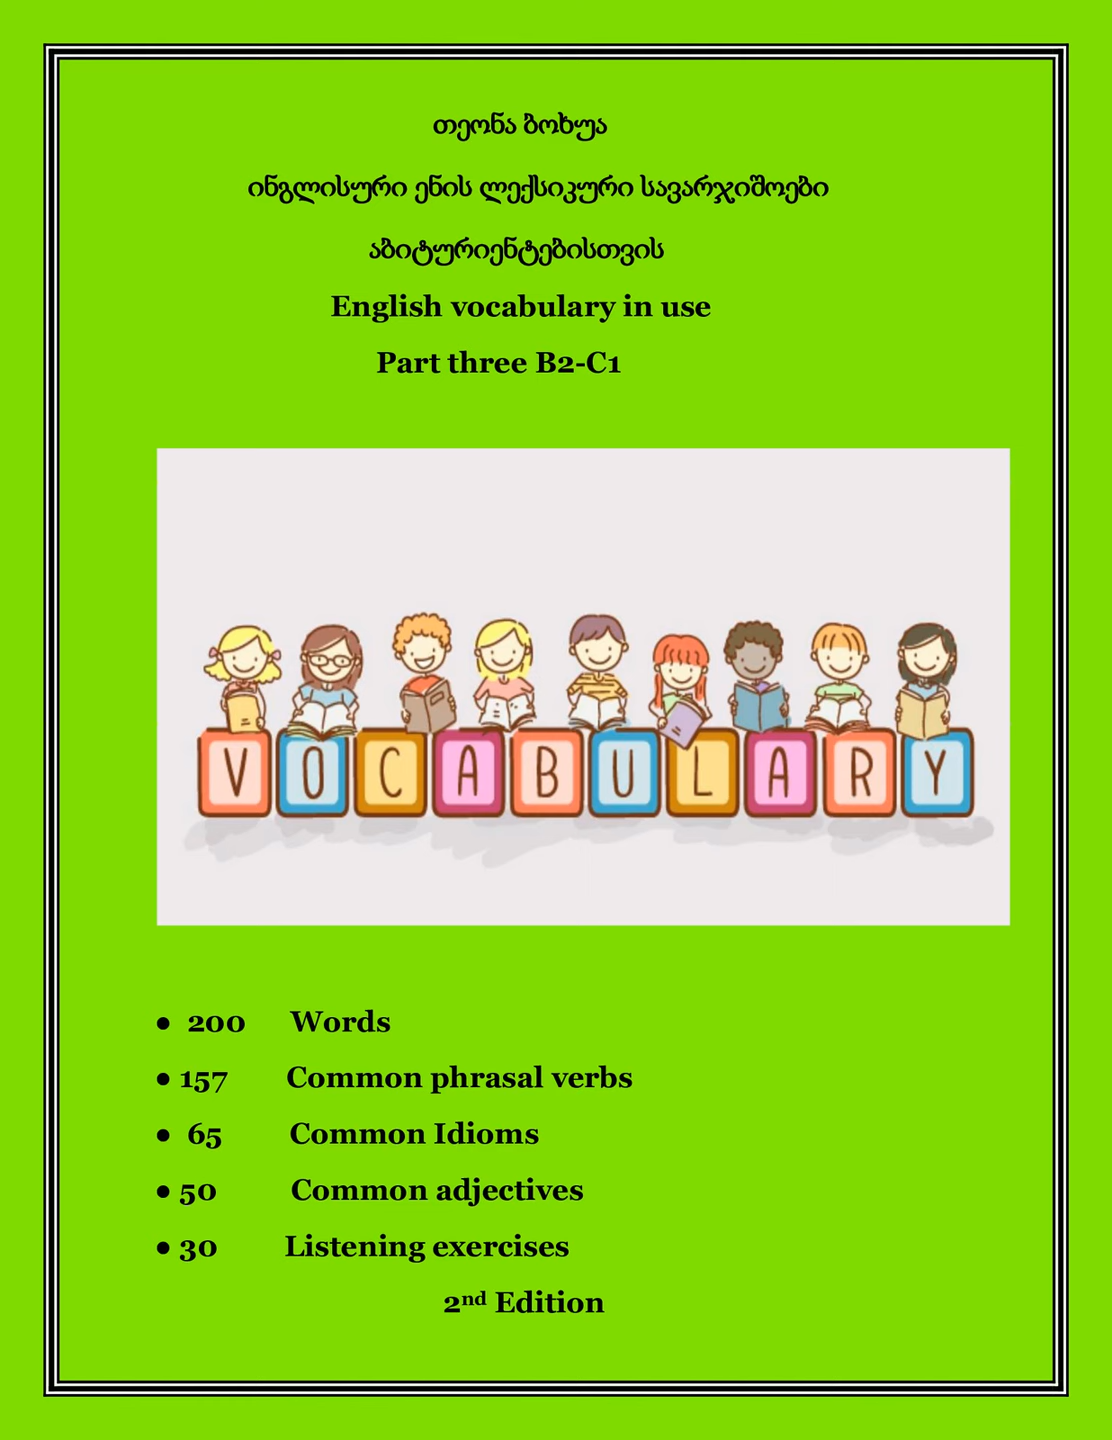 თეონა ბოხუა
ინგლისური ენის ლექსიკური სავარჯიშოები
აბიტურიენტებისთვის
English vocabulary in use
Part three B2-C1
VOCABULARY
• 200 Words
• 157 Common phrasal verbs
• 65 Common Idioms
• 50 Common adjectives
• 30 Listening exercises
2nd Edition